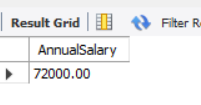 Result Grid Filter R
AnnualSalary
72000.00